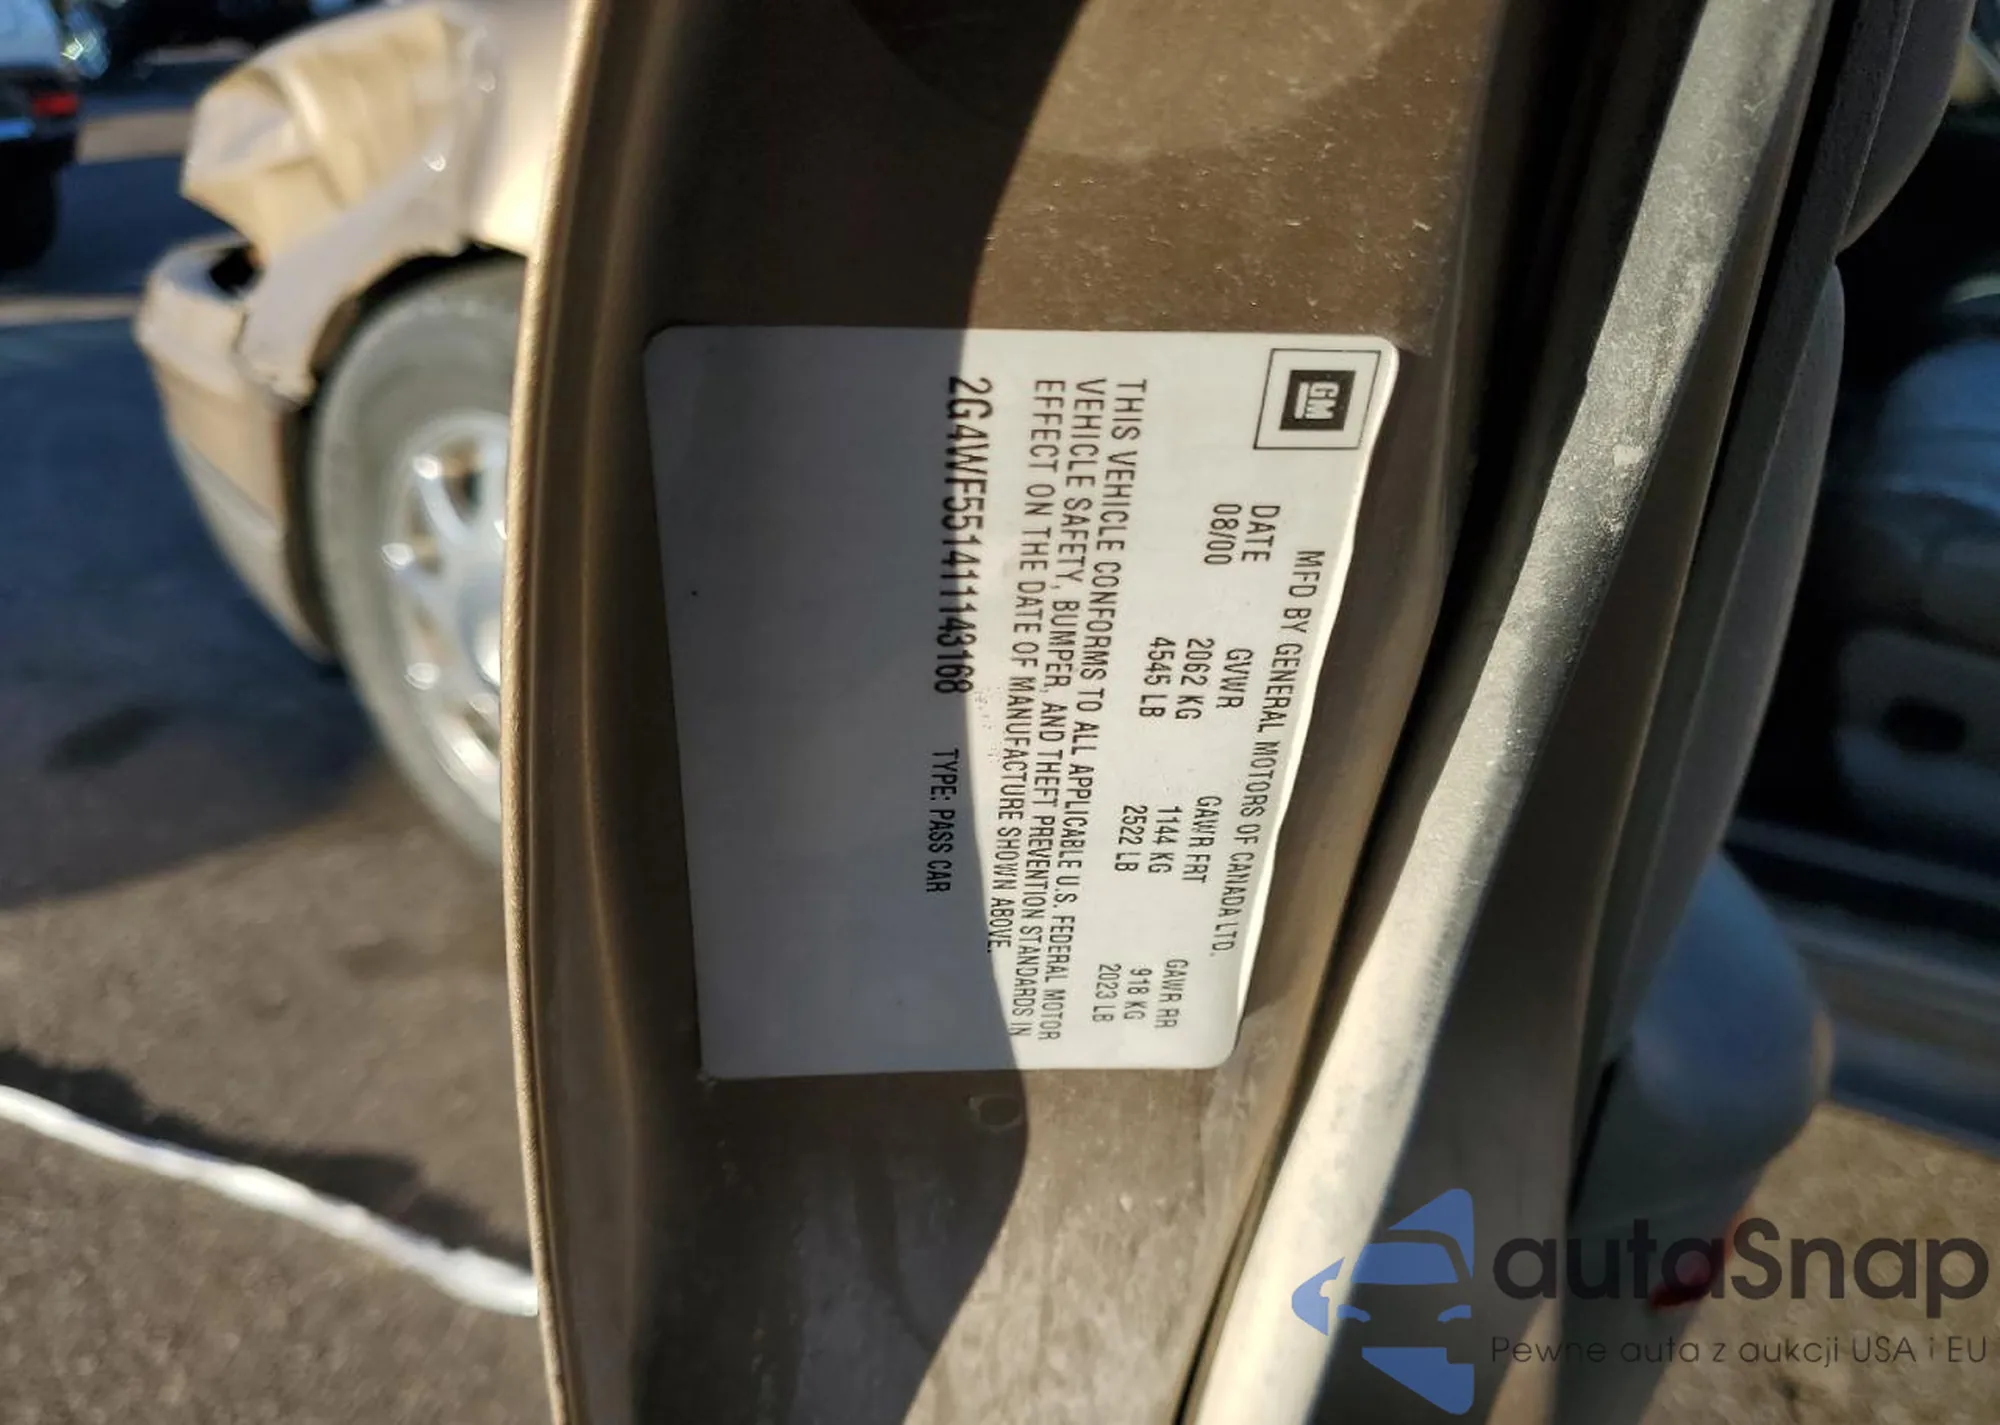 GM
MFD BY GENERAL MOTORS OF CANADA LTD.
DATE GVWR GAWR FRT GAWR RR
08/00 2062 KG 1144 KG 918 KG
4545 LB 2522 LB 2023 LB
THIS VEHICLE CONFORMS TO ALL APPLICABLE U.S. FEDERAL MOTOR
VEHICLE SAFETY, BUMPER, AND THEFT PREVENTION STANDARDS IN
EFFECT ON THE DATE OF MANUFACTURE SHOWN ABOVE.
2G4WF551411143168 TYPE: PASS CAR
autaSnap
Pewne auta z aukcji USA i EU